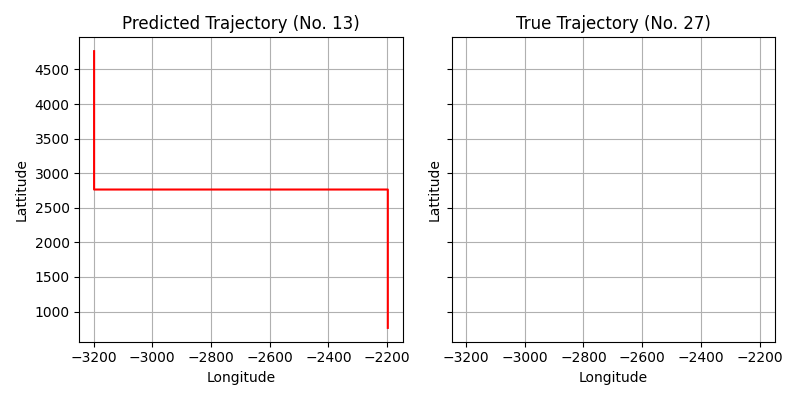 Predicted Trajectory (No. 13)
Lattitude
4500
4000
3500
3000
2500
2000
1500
1000
−3200 −3000 −2800 −2600 −2400 −2200
Longitude
True Trajectory (No. 27)
Lattitude
−3200 −3000 −2800 −2600 −2400 −2200
Longitude